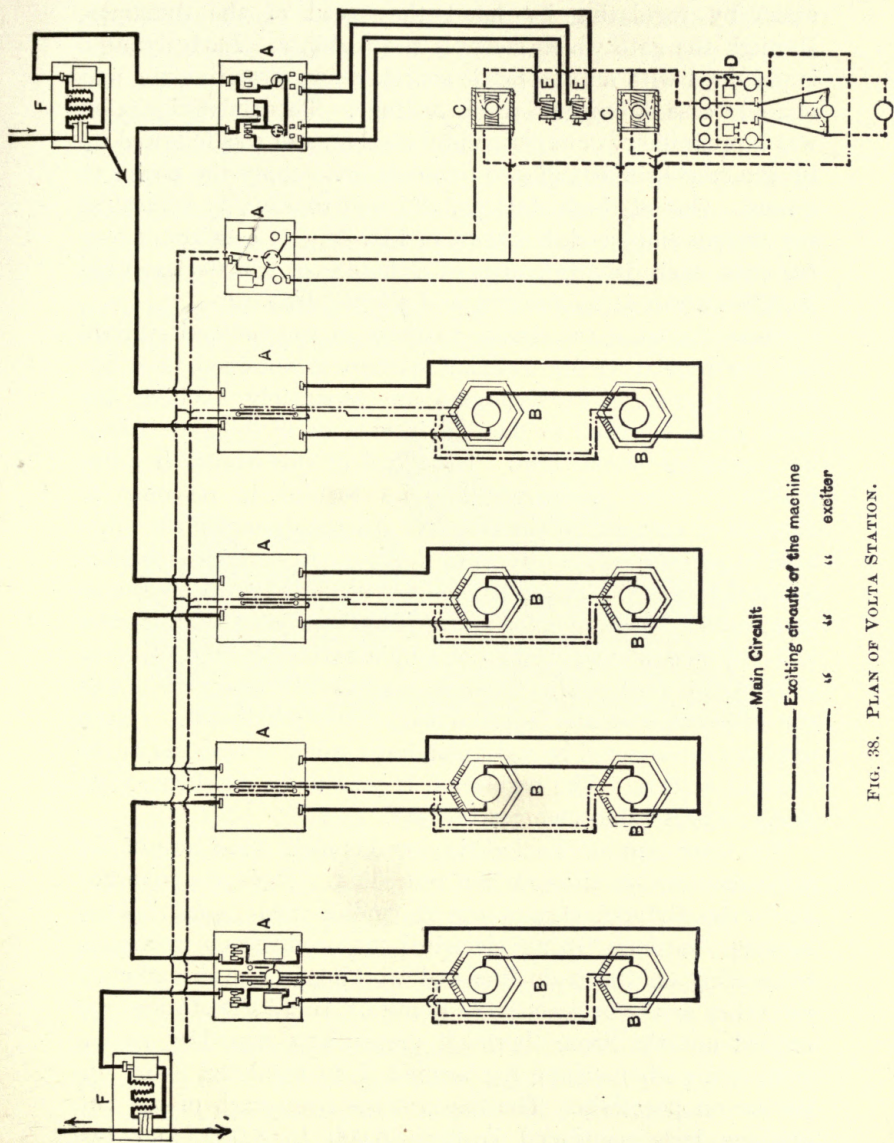 F F
A A A A A A
C
B B B B E E
C
B B B B
D
Main Circuit
Exciting circuit of the machine
“ “ “ exciter
FIG. 38. PLAN OF VOLTA STATION.